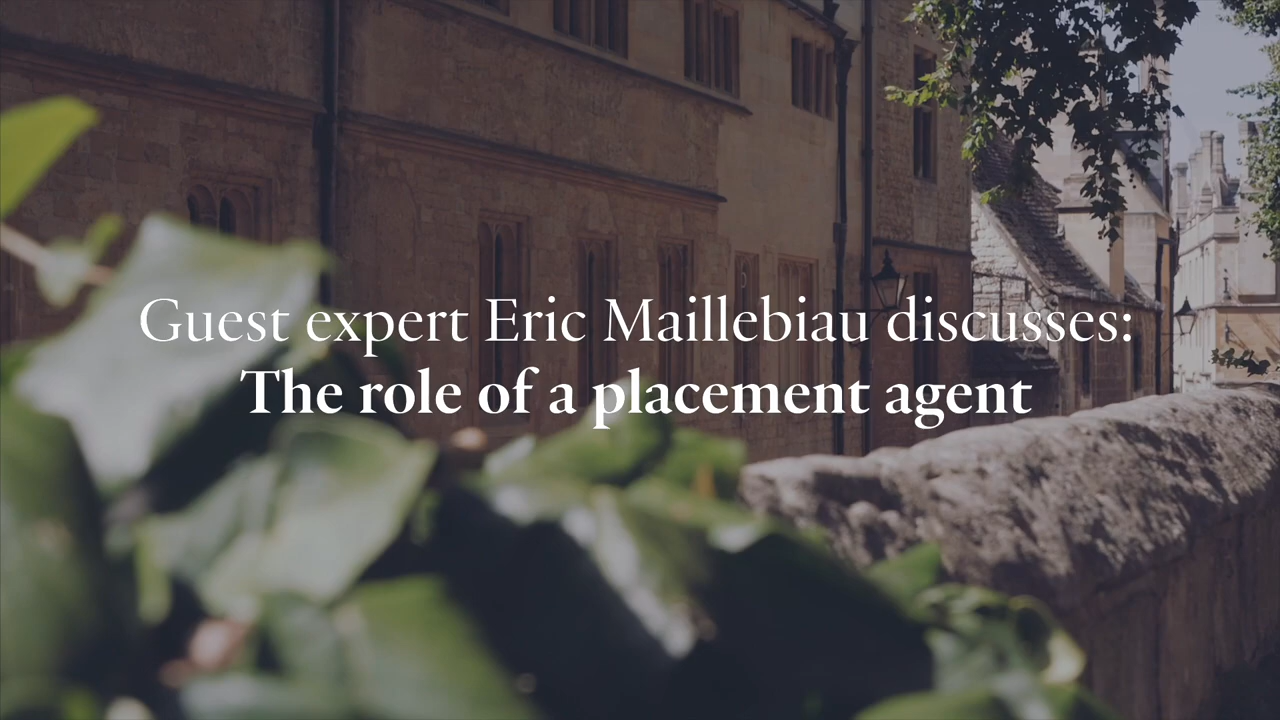 Guest expert Eric Maillebiau discusses:
The role of a placement agent